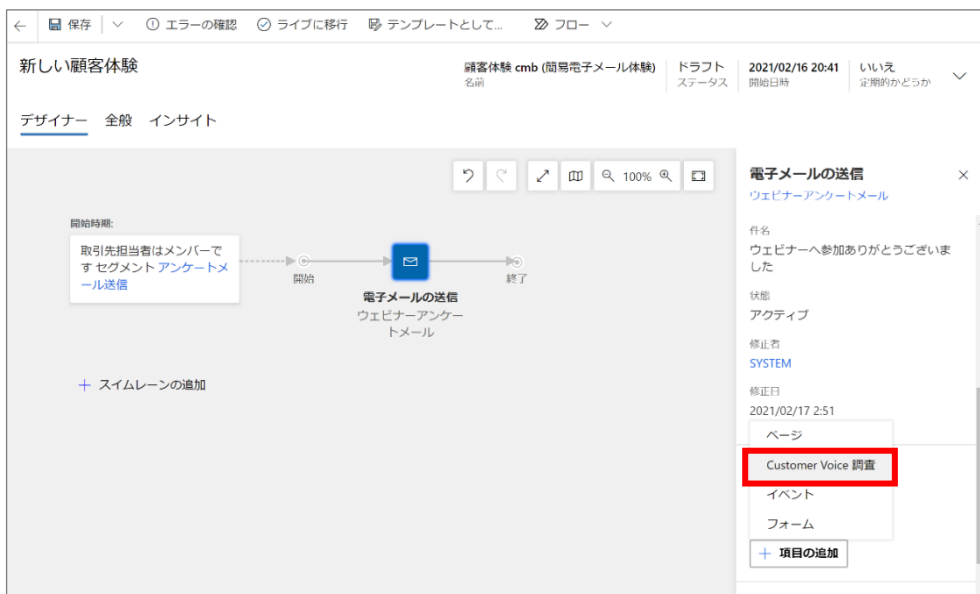 保存
エラーの確認
ライブに移行
テンプレートとして...
フロー
新しい顧客体験
顧客体験 cmb (簡易電子メール体験)
名前
ドラフト
ステータス
2021/02/16 20:41
開始日時
いいえ
定期的かどうか
デザイナー
全般
インサイト
100%
開始時期:
取引先担当者はメンバーで
す セグメント アンケートメ
ール送信
開始
電子メールの送信
ウェビナーアンケー
トメール
終了
スイムレーンの追加
電子メールの送信
ウェビナーアンケートメール
件名
ウェビナーへ参加ありがとうございま
した
状態
アクティブ
修正者
SYSTEM
修正日
2021/02/17 2:51
ページ
Customer Voice 調査
イベント
フォーム
項目の追加